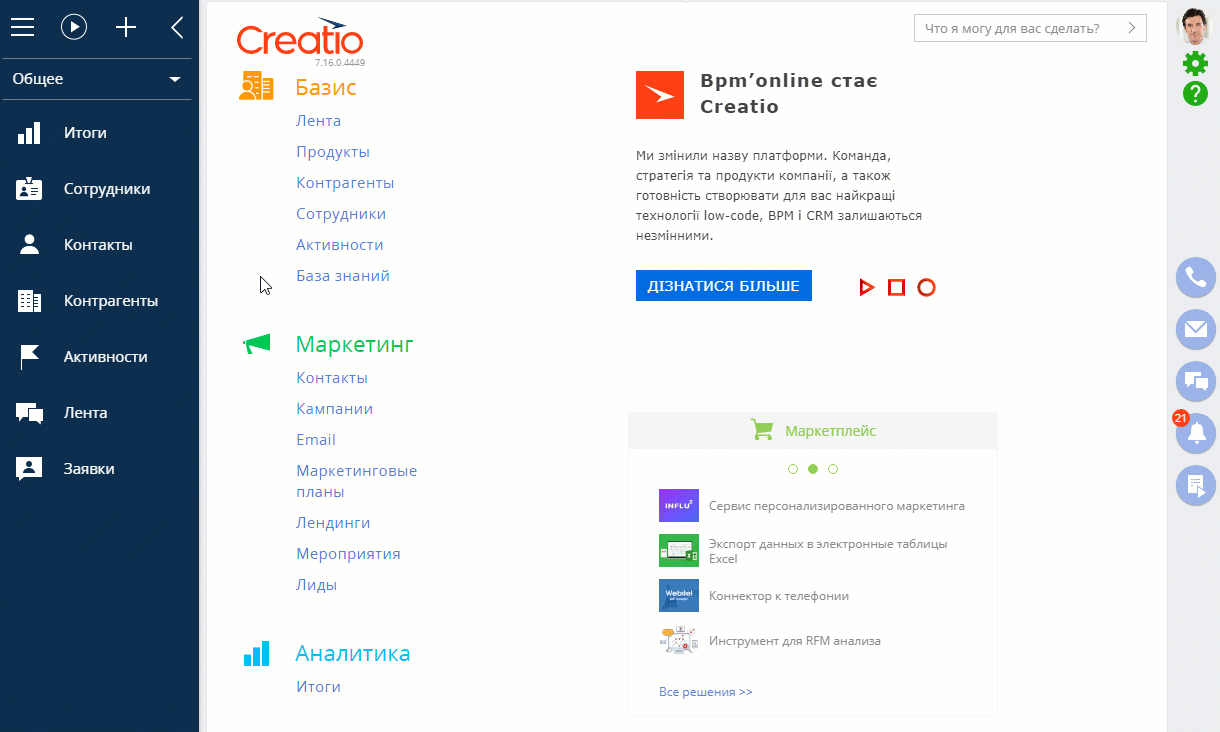 Общее
Итоги
Сотрудники
Контакты
Контрагенты
Активности
Лента
Заявки
Creatio
7.16.0.4449
Что я могу для вас сделать?
Базис
Лента
Продукты
Контрагенты
Сотрудники
Активности
База знаний
Маркетинг
Контакты
Кампании
Email
Маркетинговые
планы
Лендинги
Мероприятия
Лиды
Аналитика
Итоги
Bpm’online стає
Creatio
Ми змінили назву платформи. Команда,
стратегія та продукти компанії, а також
готовність створювати для вас найкращі
технології low-code, BPM і CRM залишаються
незмінними.
ДІЗНАТИСЯ БІЛЬШЕ
Маркетплейс
INFLU2
Сервис персонализированного маркетинга
Экспорт данных в электронные таблицы
Excel
Webitel
Коннектор к телефонии
Инструмент для RFM анализа
Все решения >>
21